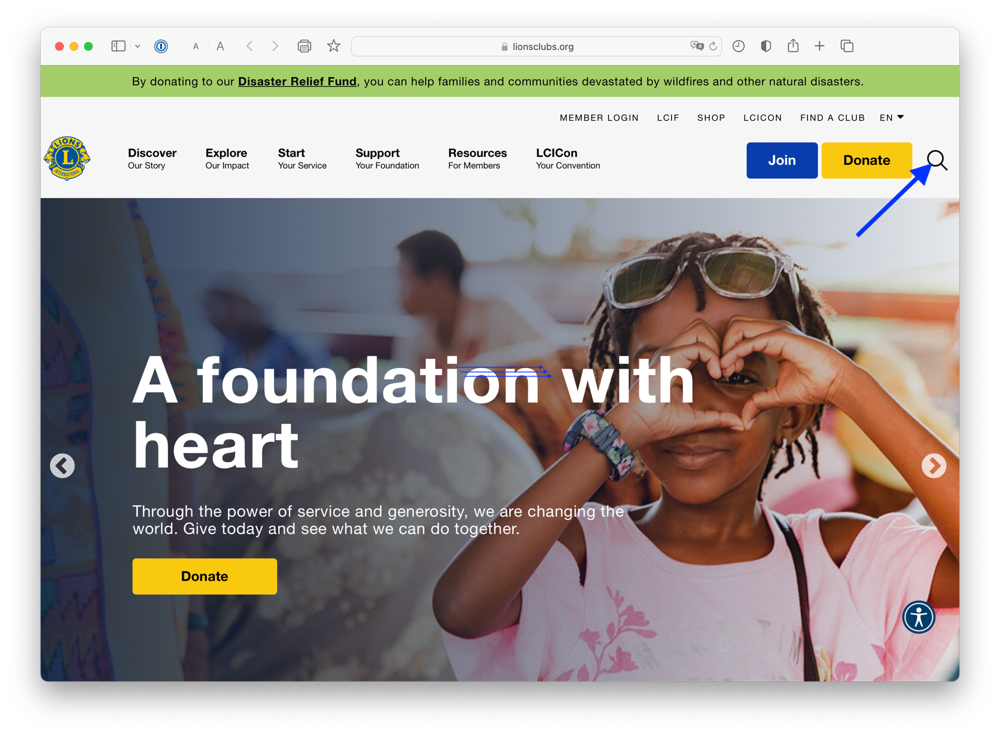 A A
lionsclubs.org
By donating to our Disaster Relief Fund, you can help families and communities devastated by wildfires and other natural disasters.
MEMBER LOGIN LCIF SHOP LCICON FIND A CLUB EN
LIONS
L
INTERNATIONAL
Discover Explore Start Support Resources LCICon
Our Story Our Impact Your Service Your Foundation For Members Your Convention
Join Donate
A foundation with
heart
Through the power of service and generosity, we are changing the
world. Give today and see what we can do together.
Donate